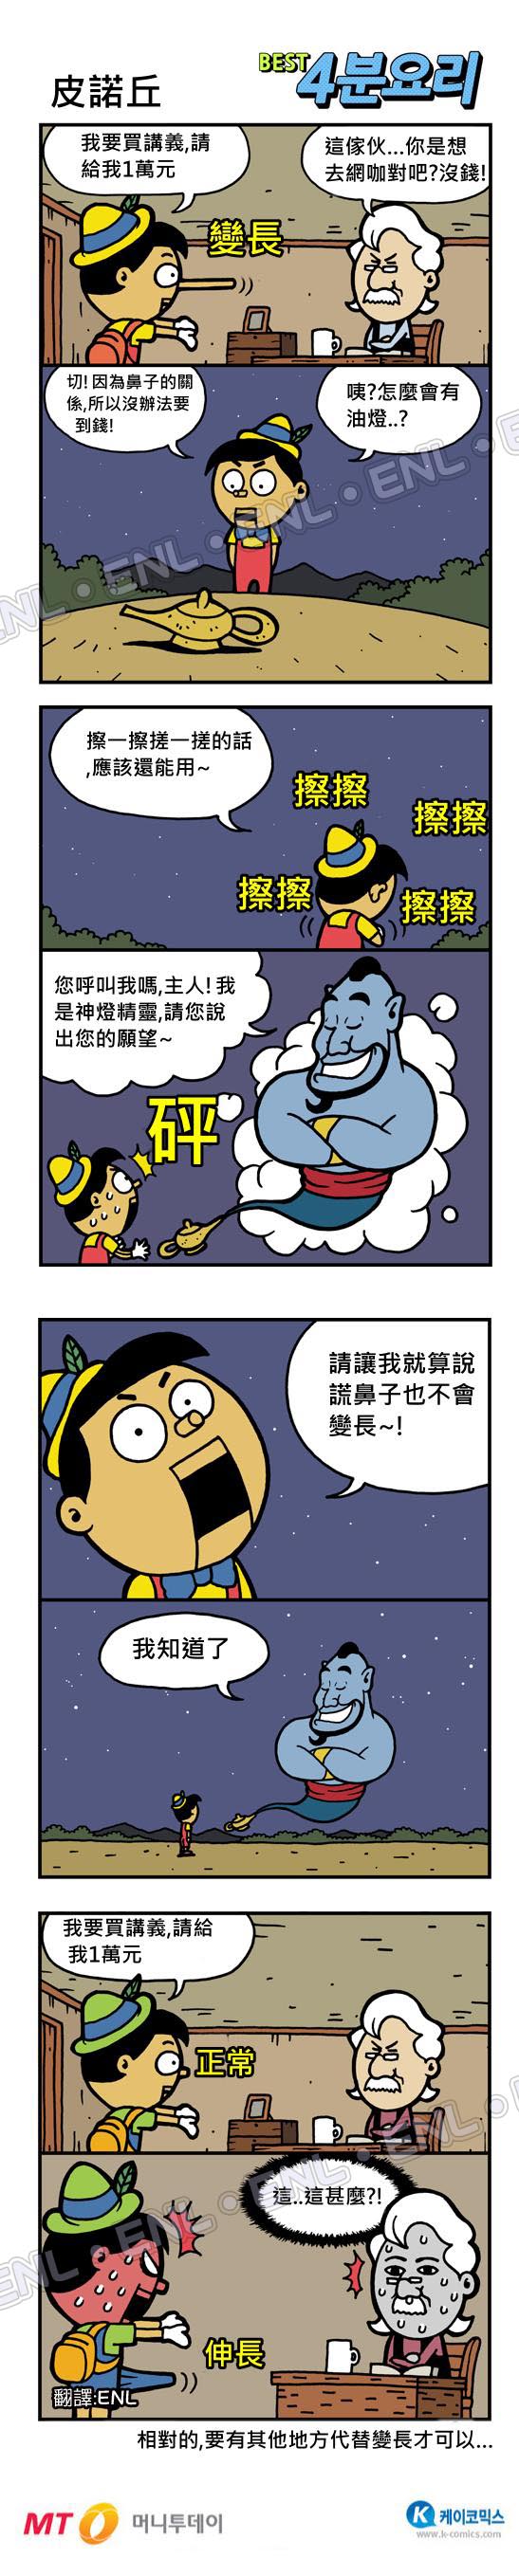 皮諾丘
BEST
4분요리
我要買講義,請
給我1萬元
這傢伙...你是想
去網咖對吧?沒錢!
變長
切!因為鼻子的關
係,所以沒辦法要
到錢!
咦?怎麼會有
油燈..?
ENL•ENL•ENL•ENL•E
擦一擦搓一搓的話
,應該還能用~
擦擦
擦擦
擦擦
擦擦
您呼叫我嗎,主人!我
是神燈精靈,請您說
出您的願望~
砰
請讓我就算說
謊鼻子也不會
變長~!
我知道了
我要買講義,請給
我1萬元
正常
這..這甚麼?!
ENL•ENL•ENL•ENL•E
伸長
翻譯:ENL
相對的,要有其他地方代替變長才可以...
MT 머니투데이
K 케이코믹스
www.k-comics.com